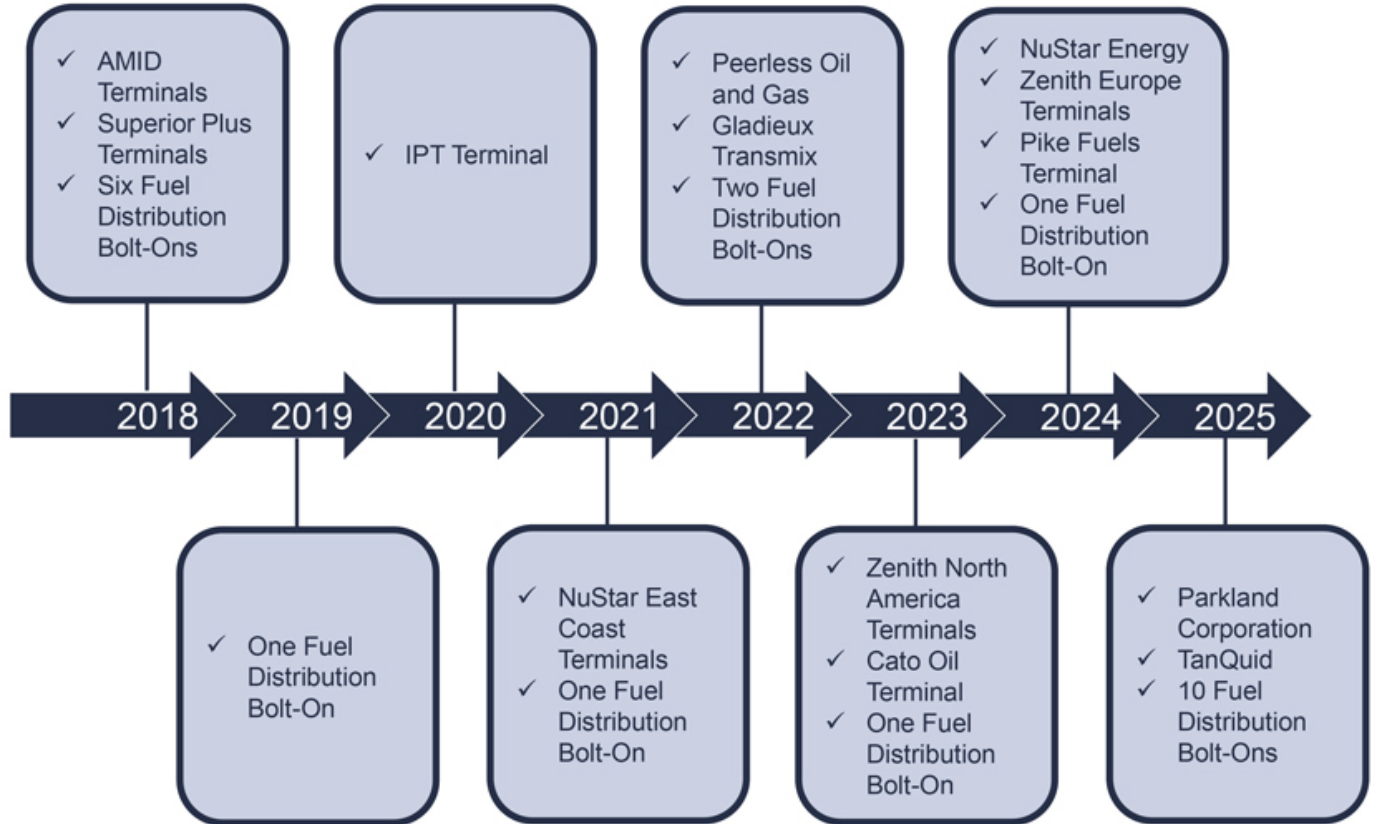 ✓ AMID
Terminals
✓ Superior Plus
Terminals
✓ Six Fuel
Distribution
Bolt-Ons
✓ IPT Terminal
✓ Peerless Oil
and Gas
✓ Gladieux
Transmix
✓ Two Fuel
Distribution
Bolt-Ons
✓ NuStar Energy
✓ Zenith Europe
Terminals
✓ Pike Fuels
Terminal
✓ One Fuel
Distribution
Bolt-On
2018 2019 2020 2021 2022 2023 2024 2025
✓ One Fuel
Distribution
Bolt-On
✓ NuStar East
Coast
Terminals
✓ One Fuel
Distribution
Bolt-On
✓ Zenith North
America
Terminals
✓ Cato Oil
Terminal
✓ One Fuel
Distribution
Bolt-On
✓ Parkland
Corporation
✓ TanQuid
✓ 10 Fuel
Distribution
Bolt-Ons